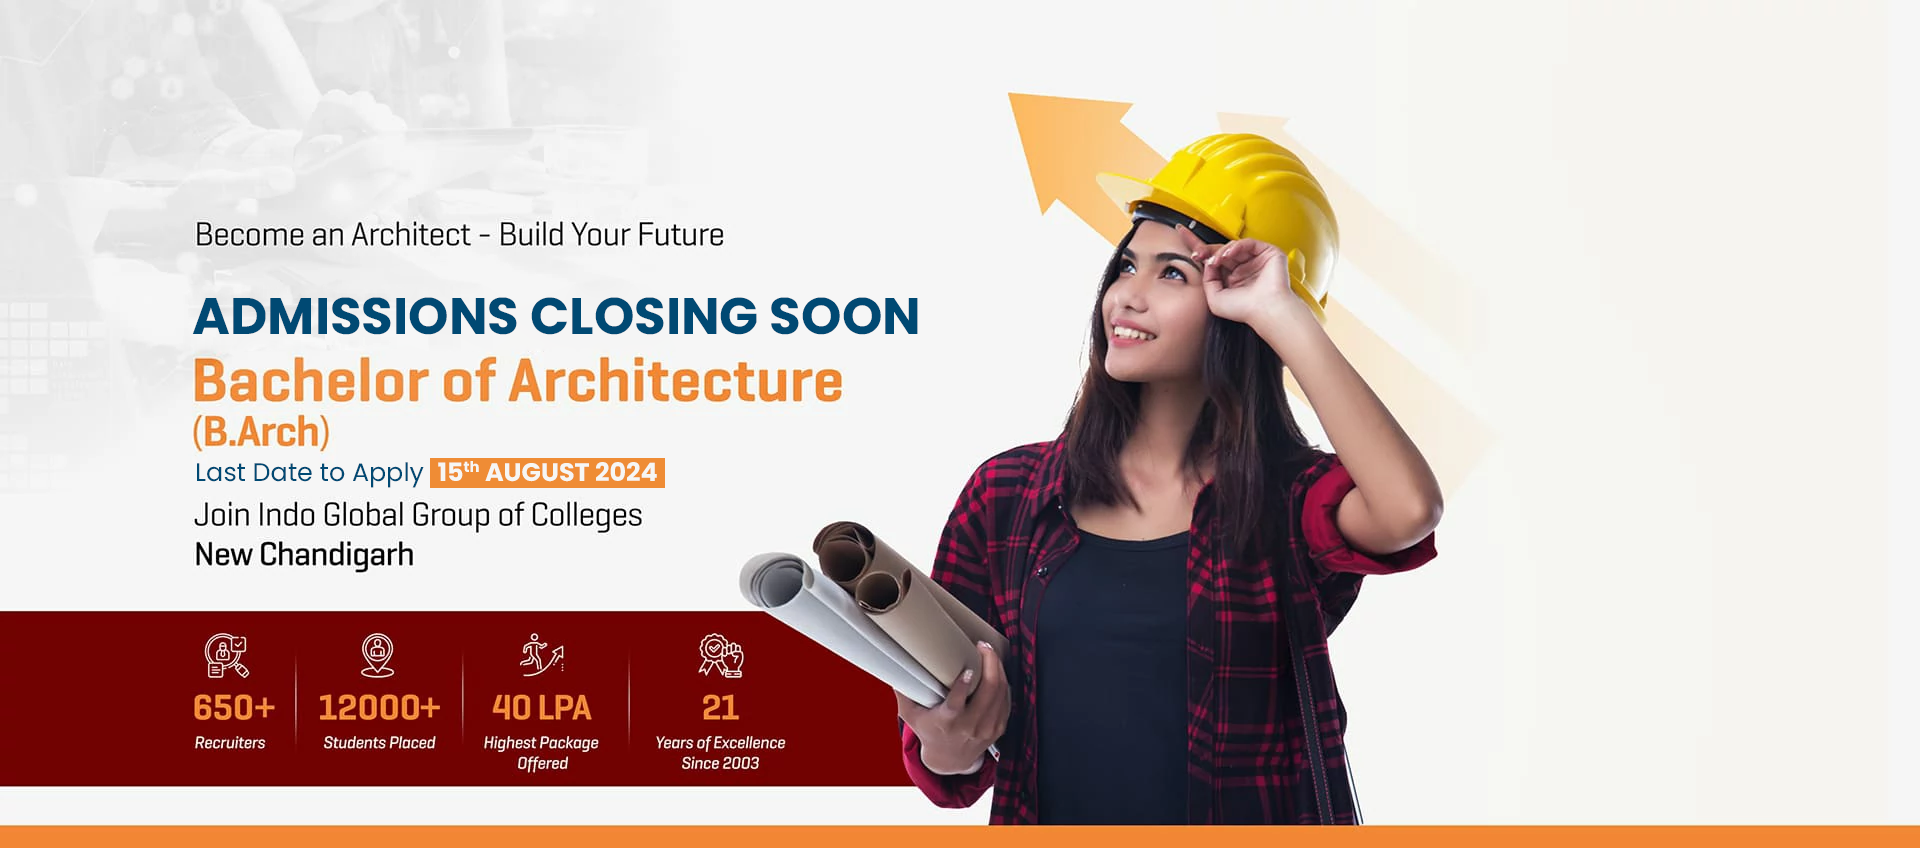 Become an Architect - Build Your Future
ADMISSIONS CLOSING SOON
Bachelor of Architecture
(B.Arch)
Last Date to Apply 15th AUGUST 2024
Join Indo Global Group of Colleges
New Chandigarh
650+
Recruiters
12000+
Students Placed
40 LPA
Highest Package
Offered
21
Years of Excellence
Since 2003